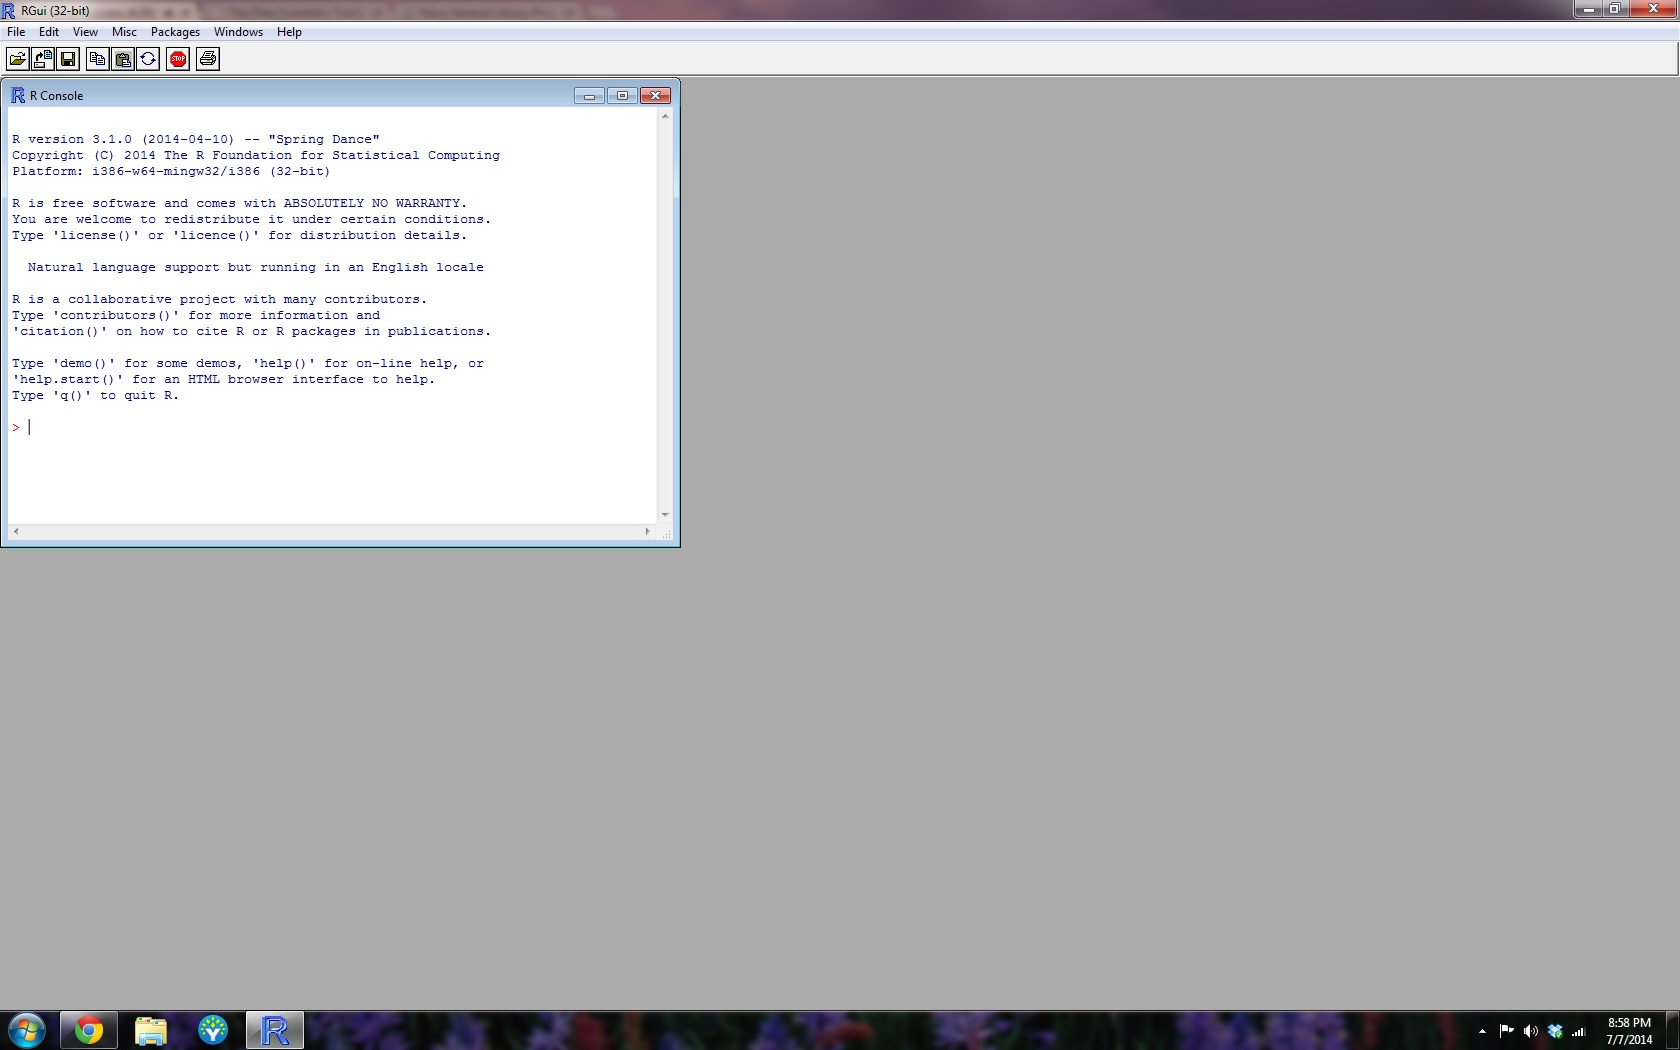 RGui (32-bit)
File Edit View Misc Packages Windows Help
STOP
R Console
R version 3.1.0 (2014-04-10) -- "Spring Dance"
Copyright (C) 2014 The R Foundation for Statistical Computing
Platform: i386-w64-mingw32/i386 (32-bit)
R is free software and comes with ABSOLUTELY NO WARRANTY.
You are welcome to redistribute it under certain conditions.
Type 'license()' or 'licence()' for distribution details.
Natural language support but running in an English locale
R is a collaborative project with many contributors.
Type 'contributors()' for more information and
'citation()' on how to cite R or R packages in publications.
Type 'demo()' for some demos, 'help()' for on-line help, or
'help.start()' for an HTML browser interface to help.
Type 'q()' to quit R.
>
8:58 PM
7/7/2014